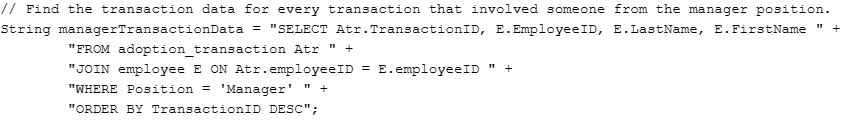 // Find the transaction data for every transaction that involved someone from the manager position.
String managerTransactionData = "SELECT Atr.TransactionID, E.EmployeeID, E.LastName, E.FirstName " +
"FROM adoption_transaction Atr " +
"JOIN employee E ON Atr.employeeID = E.employeeID " +
"WHERE Position = 'Manager' " +
"ORDER BY TransactionID DESC";